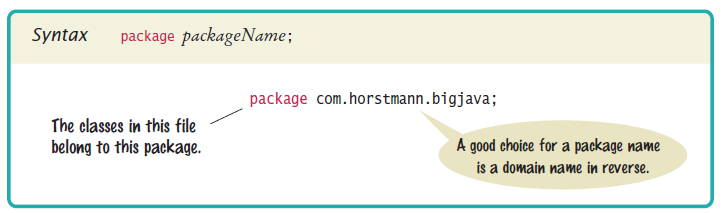 Syntax package packageName;
package com.horstmann.bigjava;
The classes in this file
belong to this package.
A good choice for a package name
is a domain name in reverse.